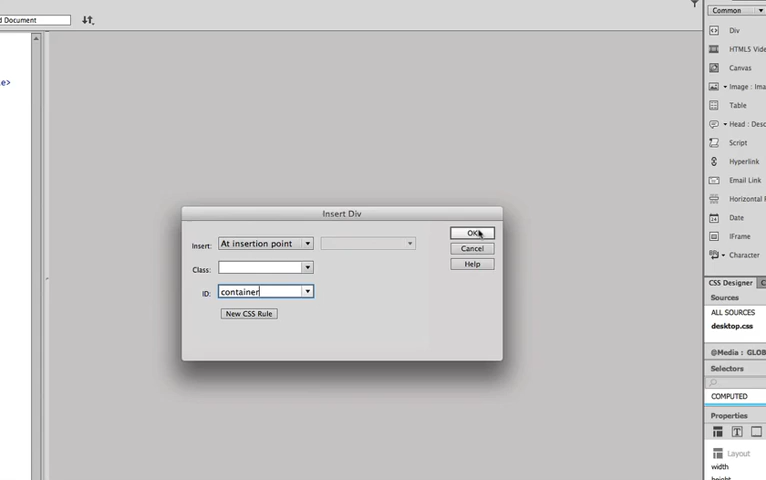 d Document
e>
Insert Div
Insert:
At insertion point
OK
Class:
Cancel
Help
ID:
container
New CSS Rule
Common
Div
HTML5 Vide
Canvas
Image : Ima
Table
Head : Desc
Script
Hyperlink
Email Link
Horizontal R
Date
IFrame
Character
CSS Designer
C
Sources
ALL SOURCES
desktop.css
@Media : GLOB
Selectors
COMPUTED
Properties
T
Layout
width
height